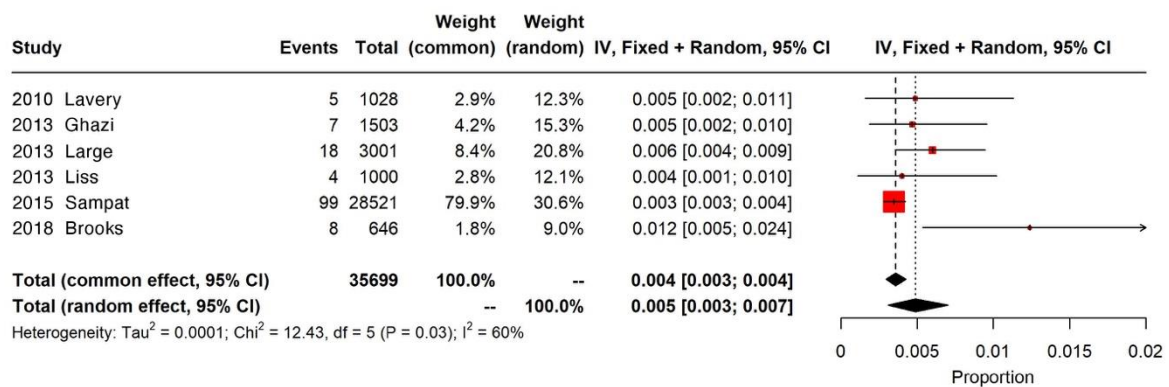 Weight Weight
Study Events Total (common) (random) IV, Fixed + Random, 95% CI IV, Fixed + Random, 95% CI
2010 Lavery 5 1028 2.9% 12.3% 0.005 [0.002; 0.011]
2013 Ghazi 7 1503 4.2% 15.3% 0.005 [0.002; 0.010]
2013 Large 18 3001 8.4% 20.8% 0.006 [0.004; 0.009]
2013 Liss 4 1000 2.8% 12.1% 0.004 [0.001; 0.010]
2015 Sampat 99 28521 79.9% 30.6% 0.003 [0.003; 0.004]
2018 Brooks 8 646 1.8% 9.0% 0.012 [0.005; 0.024]
Total (common effect, 95% CI) 35699 100.0% -- 0.004 [0.003; 0.004]
Total (random effect, 95% CI) -- 100.0% 0.005 [0.003; 0.007]
Heterogeneity: Tau² = 0.0001; Chi² = 12.43, df = 5 (P = 0.03); I² = 60%
0 0.005 0.01 0.015 0.02
Proportion